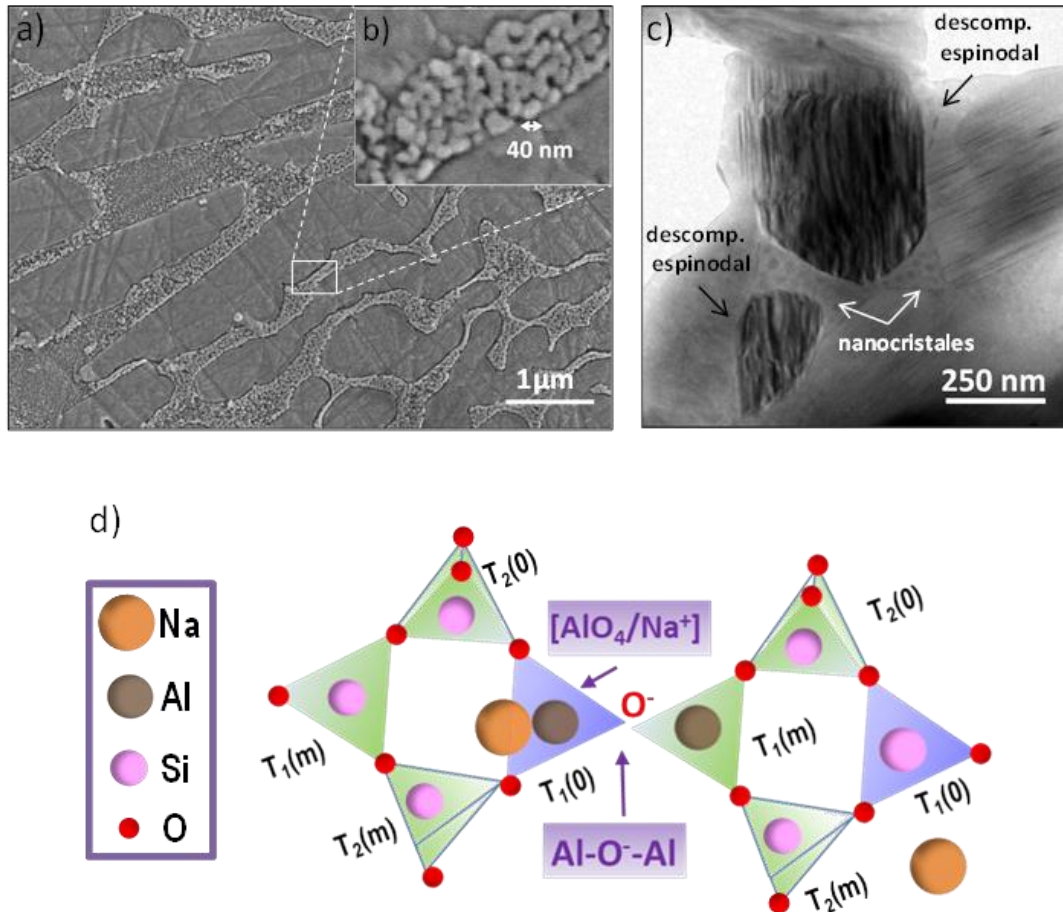 a)
b)
40 nm
1μm
c)
descomp.
espinodal
descomp.
espinodal
nanocristales
250 nm
d)
Na
Al
Si
O
T2(0)
[AlO4/Na+]
O-
T1(m)
T1(0)
T2(m)
Al-O--Al
T2(0)
T1(m)
T1(0)
T2(m)